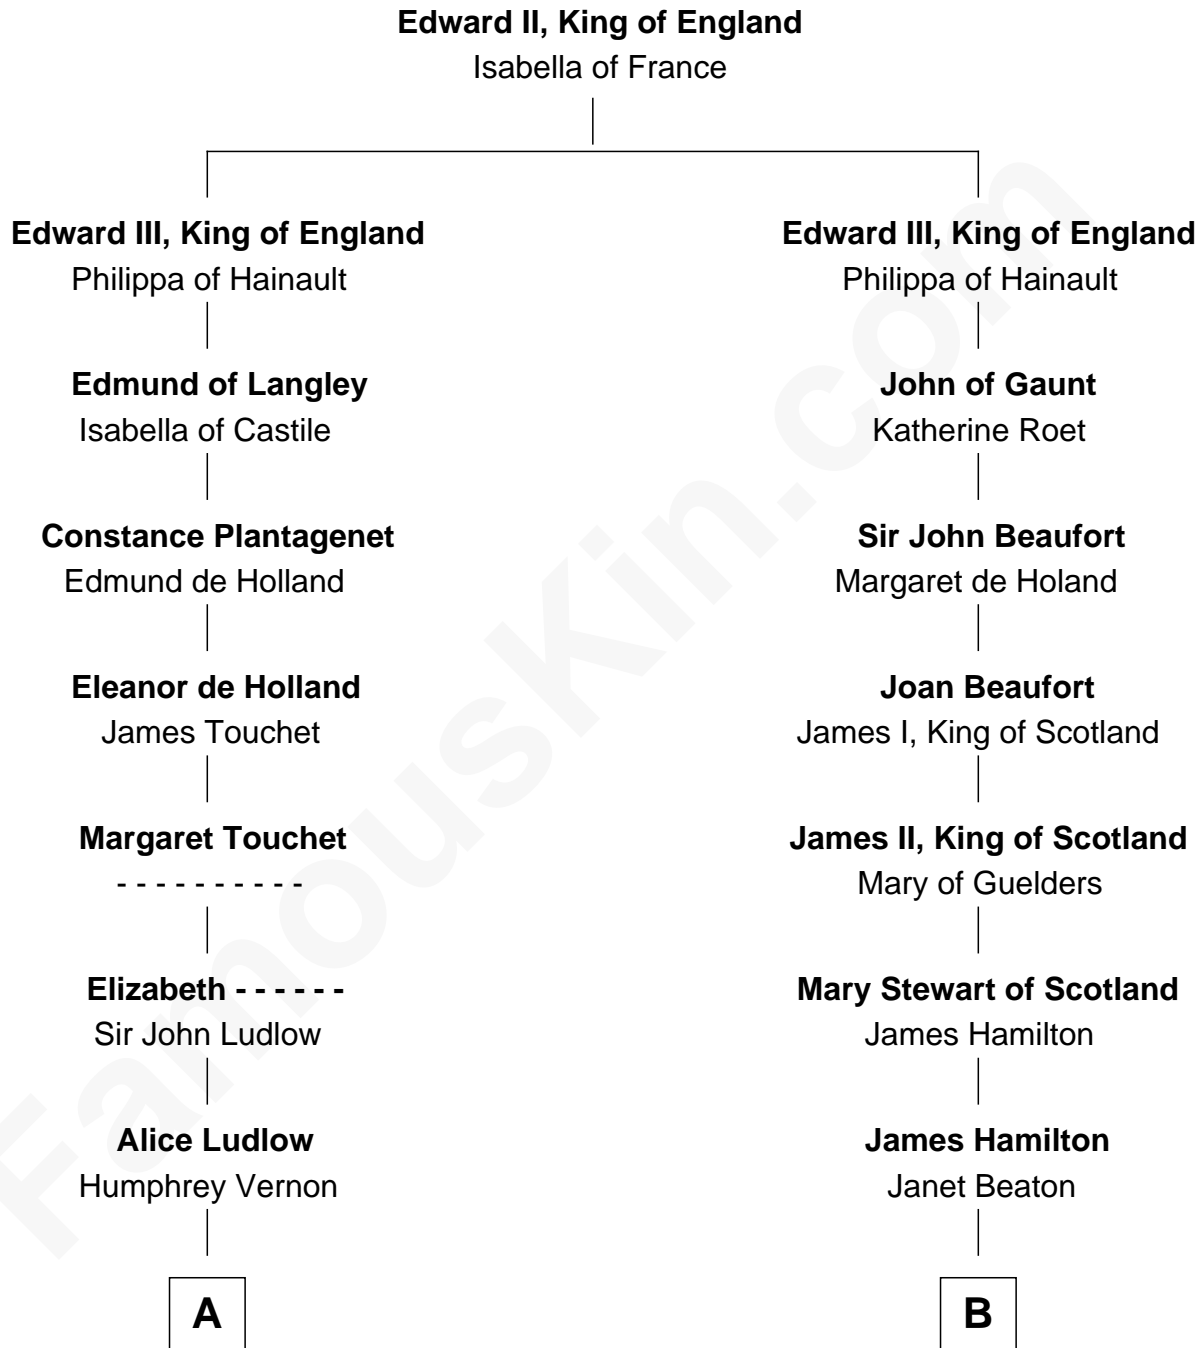 Edward II, King of England
Isabella of France
Edward III, King of England
Philippa of Hainault
Edward III, King of England
Philippa of Hainault
Edmund of Langley
Isabella of Castile
John of Gaunt
Katherine Roet
Constance Plantagenet
Edmund de Holland
Sir John Beaufort
Margaret de Holand
Eleanor de Holland
James Touchet
Joan Beaufort
James I, King of Scotland
Margaret Touchet
- - - - - - - - - -
James II, King of Scotland
Mary of Guelders
Elizabeth - - - - - -
Sir John Ludlow
Mary Stewart of Scotland
James Hamilton
Alice Ludlow
Humphrey Vernon
James Hamilton
Janet Beaton
A
B
FamousKin.com